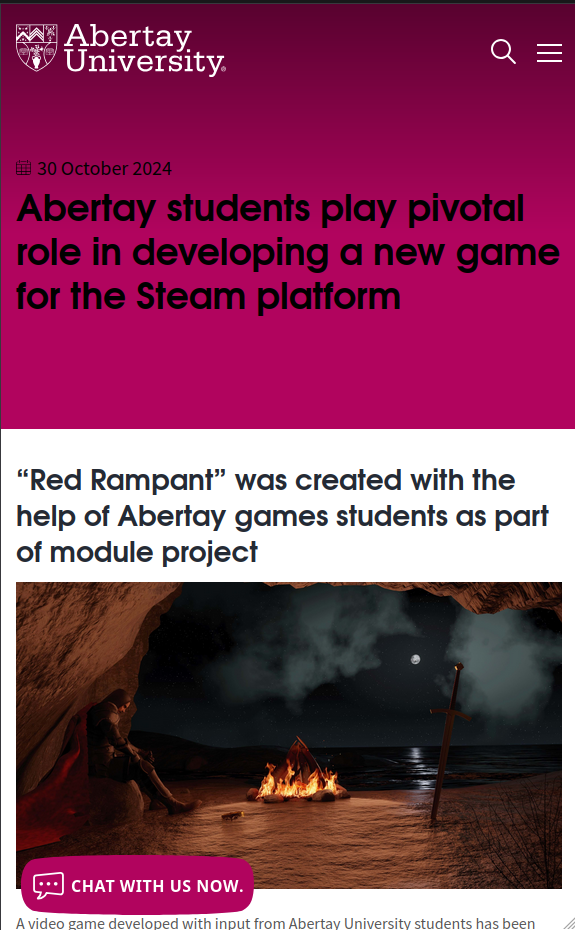 Abertay
University®
30 October 2024
Abertay students play pivotal
role in developing a new game
for the Steam platform
“Red Rampant” was created with the
help of Abertay games students as part
of module project
CHAT WITH US NOW.
A video game developed with input from Abertay University students has been